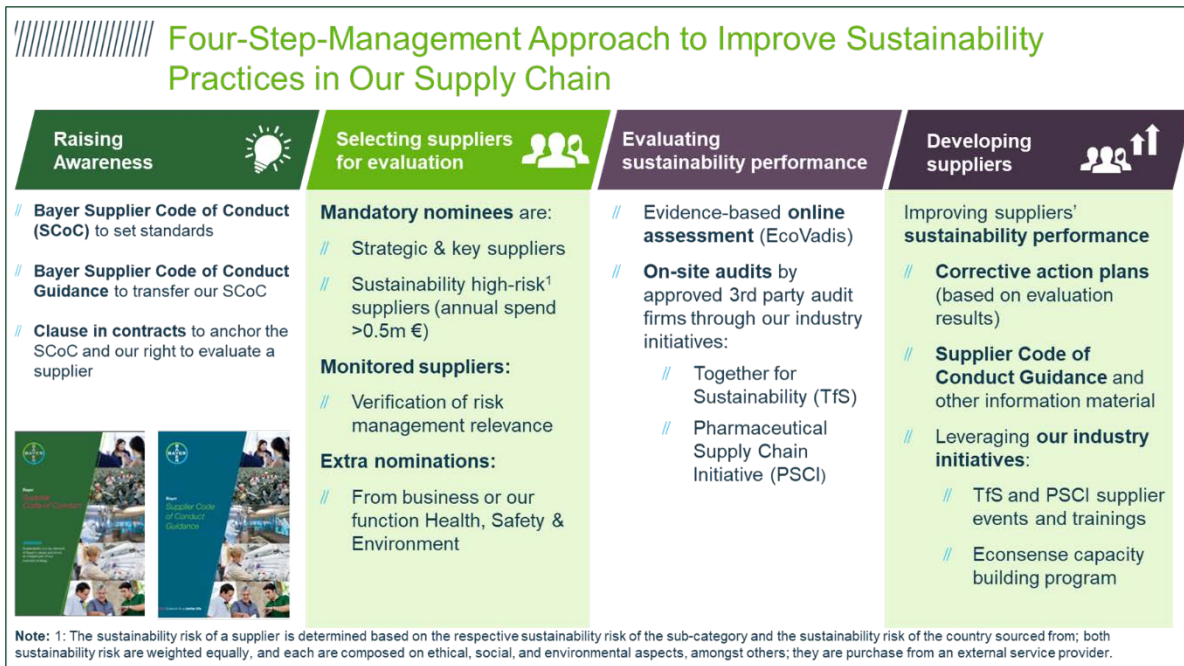 Four-Step-Management Approach to Improve Sustainability
Practices in Our Supply Chain
Raising
Awareness
// Bayer Supplier Code of Conduct
(SCoC) to set standards
// Bayer Supplier Code of Conduct
Guidance to transfer our SCoC
// Clause in contracts to anchor the
SCoC and our right to evaluate a
supplier
BAYER
Bayer
Supplier
Code of Conduct
BAYER
Bayer
Supplier Code
of Conduct
Guidance
Selecting suppliers
for evaluation
Mandatory nominees are:
// Strategic & key suppliers
// Sustainability high-risk¹
suppliers (annual spend
>0.5m €)
Monitored suppliers:
// Verification of risk
management relevance
Extra nominations:
// From business or our
function Health, Safety &
Environment
Evaluating
sustainability performance
// Evidence-based online
assessment (EcoVadis)
// On-site audits by
approved 3rd party audit
firms through our industry
initiatives:
// Together for
Sustainability (TfS)
// Pharmaceutical
Supply Chain
Initiative (PSCI)
Developing
suppliers
Improving suppliers'
sustainability performance
// Corrective action plans
(based on evaluation
results)
// Supplier Code of
Conduct Guidance and
other information material
// Leveraging our industry
initiatives:
// TfS and PSCI supplier
events and trainings
// Econsense capacity
building program
Note: 1: The sustainability risk of a supplier is determined based on the respective sustainability risk of the sub-category and the sustainability risk of the country sourced from; both
sustainability risk are weighted equally, and each are composed on ethical, social, and environmental aspects, amongst others; they are purchase from an external service provider.